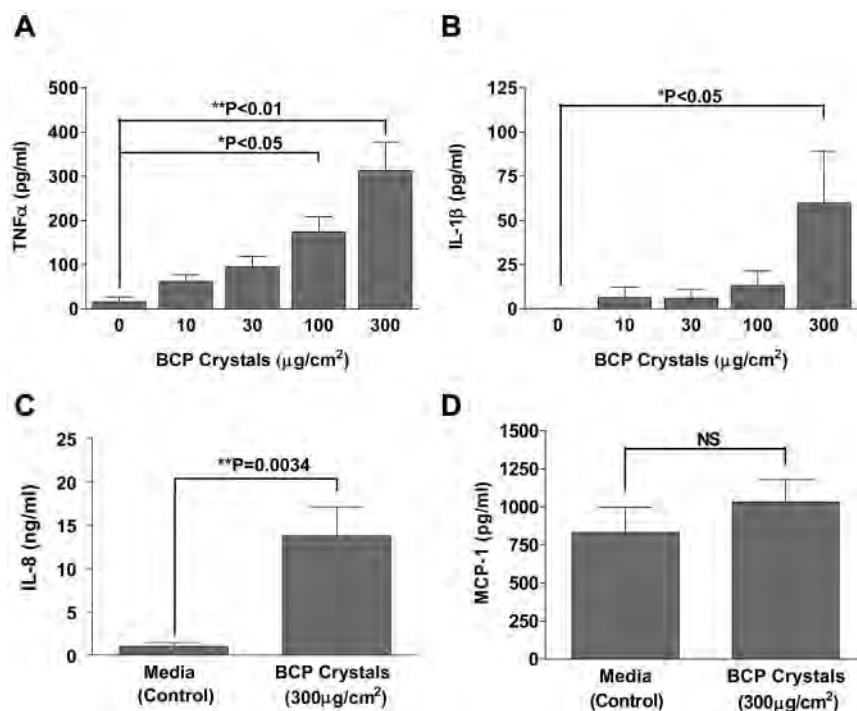 A
500
400
300
200
100
0
TNFα (pg/ml)
**P<0.01
*P<0.05
0 10 30 100 300
BCP Crystals (μg/cm²)
B
125
100
75
50
25
0
IL-1β (pg/ml)
*P<0.05
0 10 30 100 300
BCP Crystals (μg/cm²)
C
25
20
15
10
5
0
IL-8 (ng/ml)
**P=0.0034
Media BCP Crystals
(Control) (300μg/cm²)
D
1500
1250
1000
750
500
250
0
MCP-1 (pg/ml)
NS
Media BCP Crystals
(Control) (300μg/cm²)